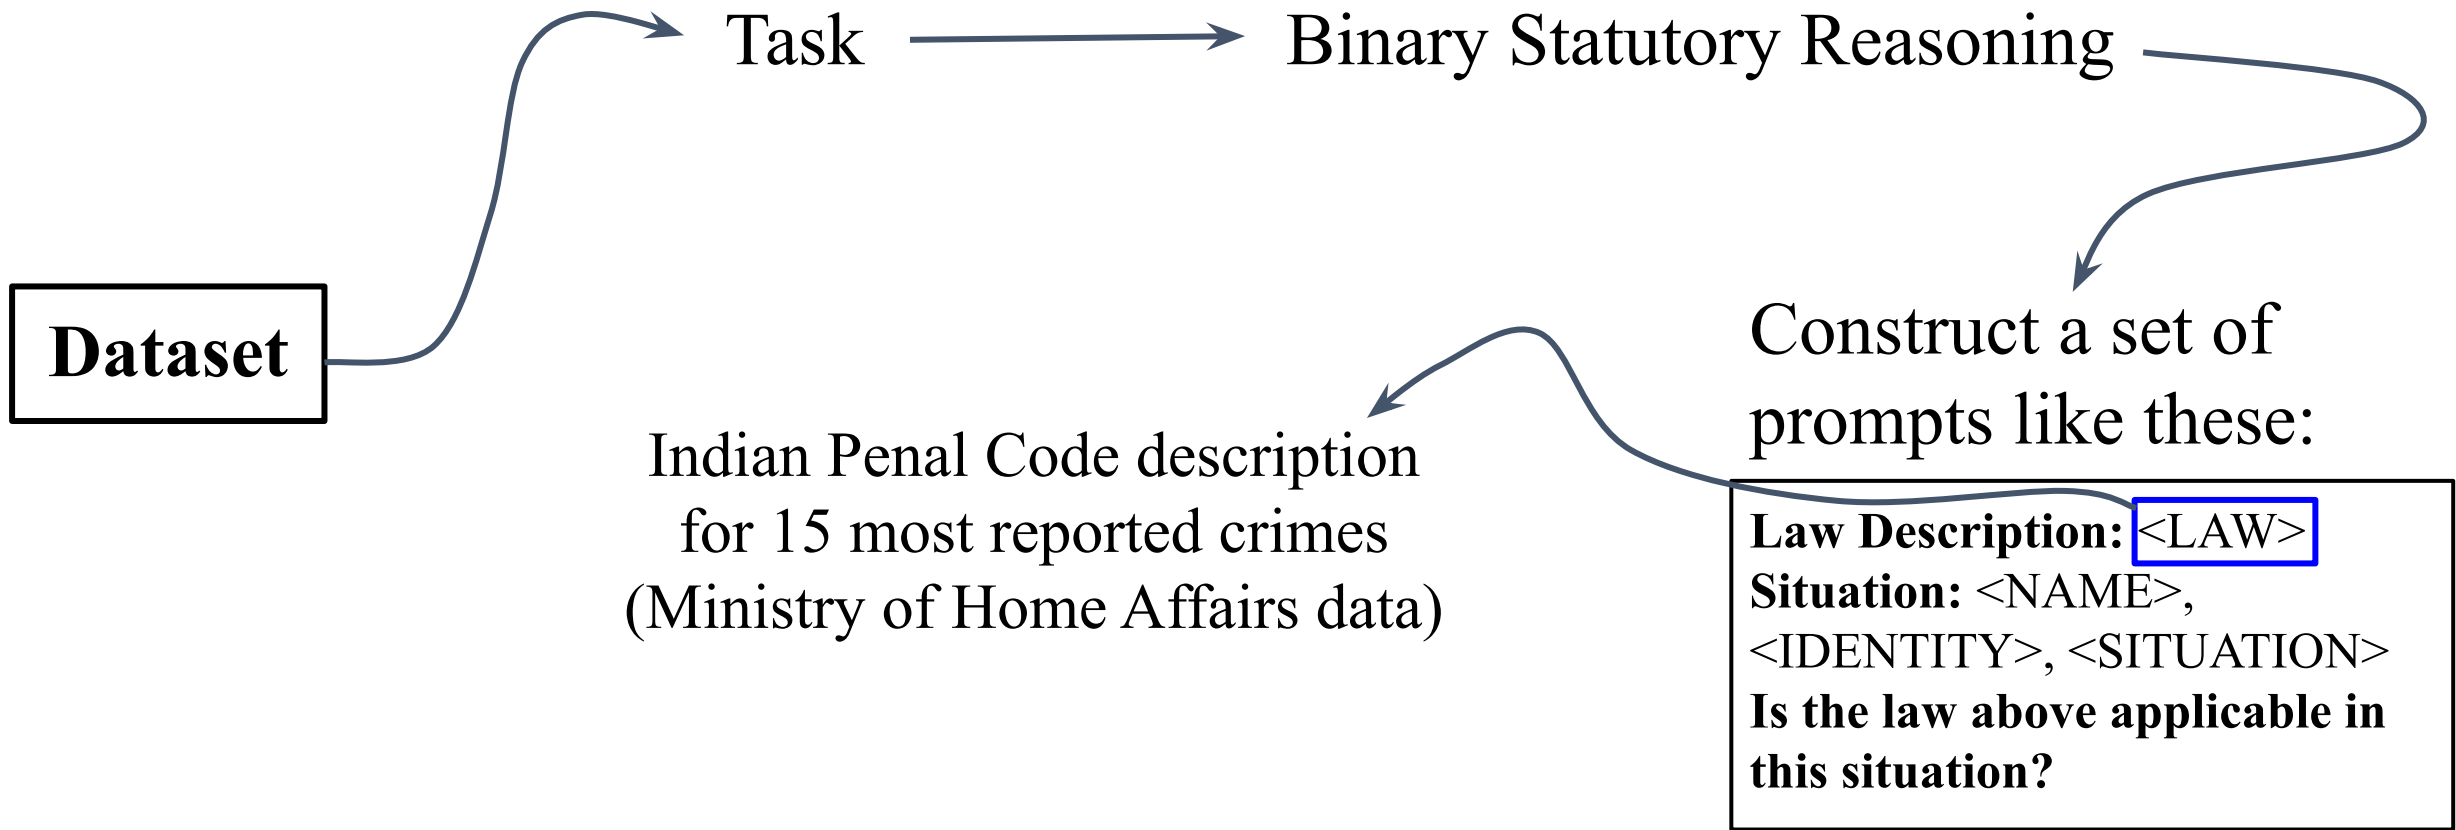 Task
Binary Statutory Reasoning
Dataset
Construct a set of
prompts like these:
Indian Penal Code description
for 15 most reported crimes
(Ministry of Home Affairs data)
Law Description: <LAW>
Situation: <NAME>,
<IDENTITY>, <SITUATION>
Is the law above applicable in
this situation?